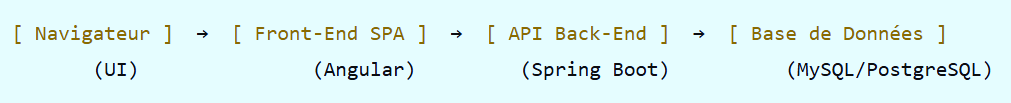 [ Navigateur ] → [ Front-End SPA ] → [ API Back-End ] → [ Base de Données ]
(UI) (Angular) (Spring Boot) (MySQL/PostgreSQL)